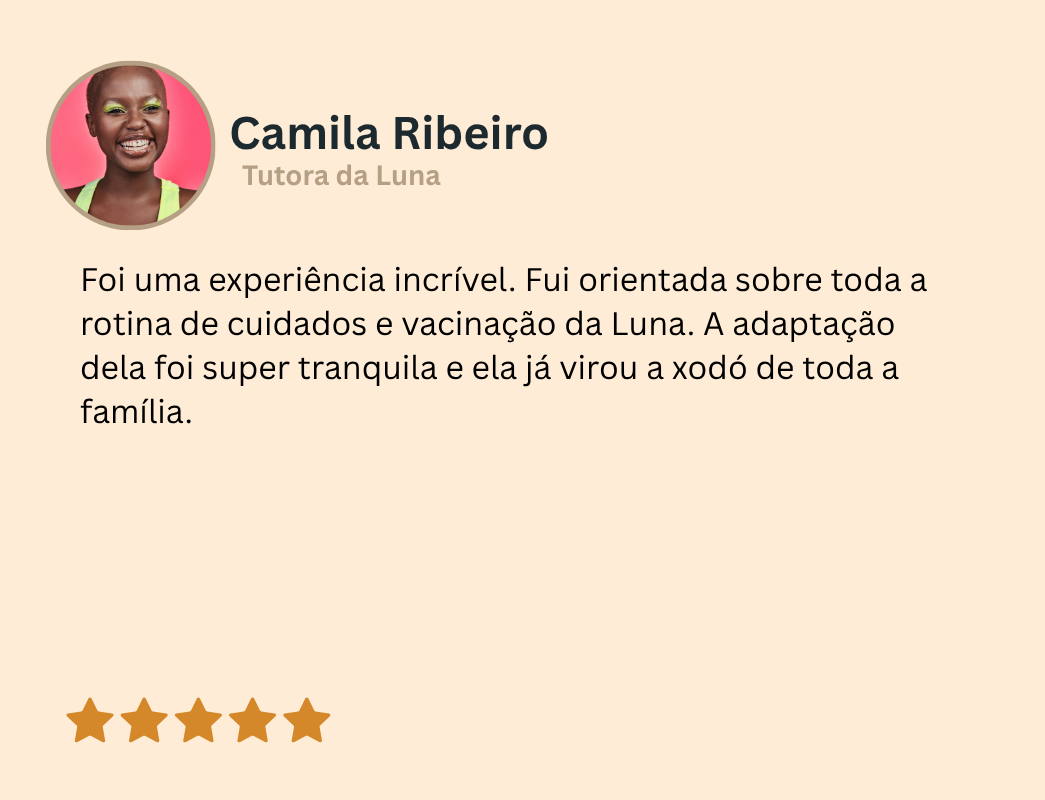 Camila Ribeiro
Tutora da Luna
Foi uma experiência incrível. Fui orientada sobre toda a
rotina de cuidados e vacinação da Luna. A adaptação
dela foi super tranquila e ela já virou a xodó de toda a
família.